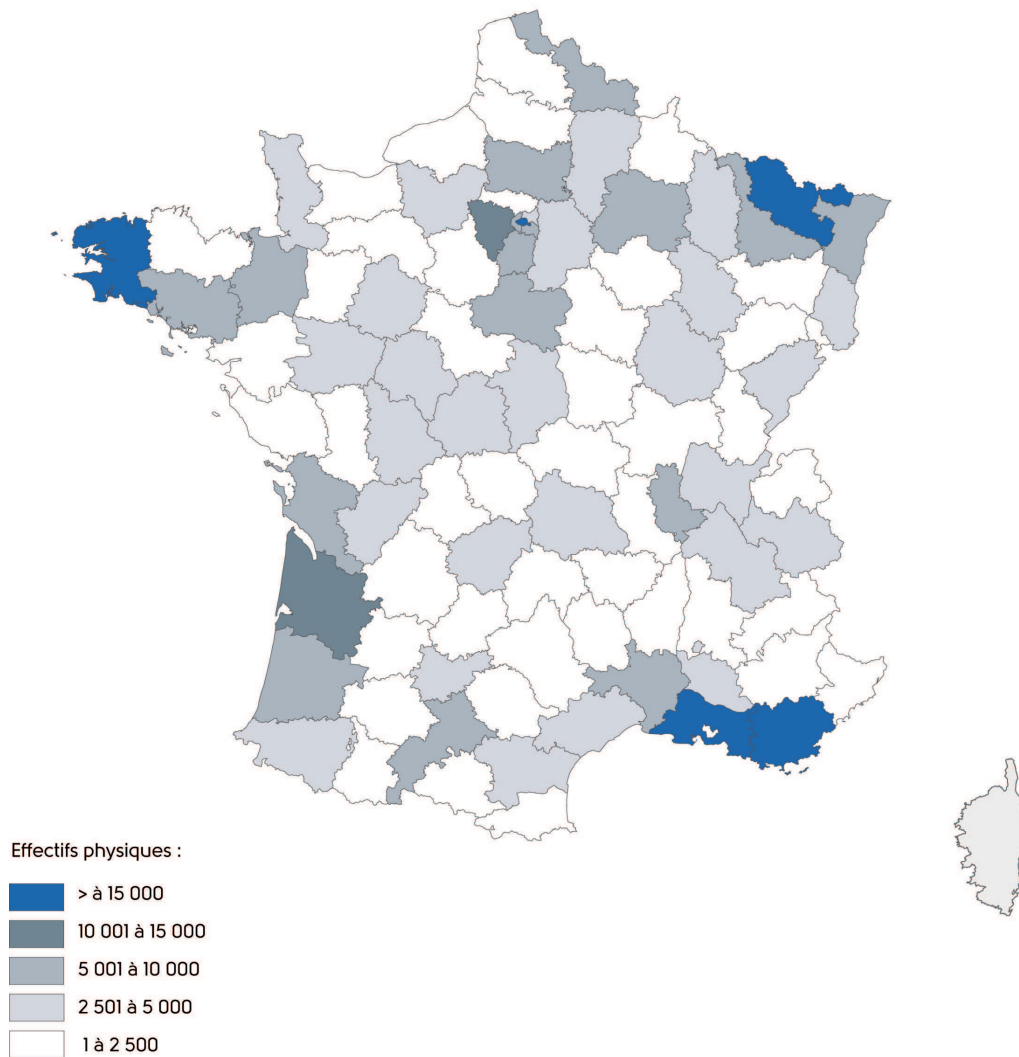 Effectifs physiques :
> à 15 000
10 001 à 15 000
5 001 à 10 000
2 501 à 5 000
1 à 2 500